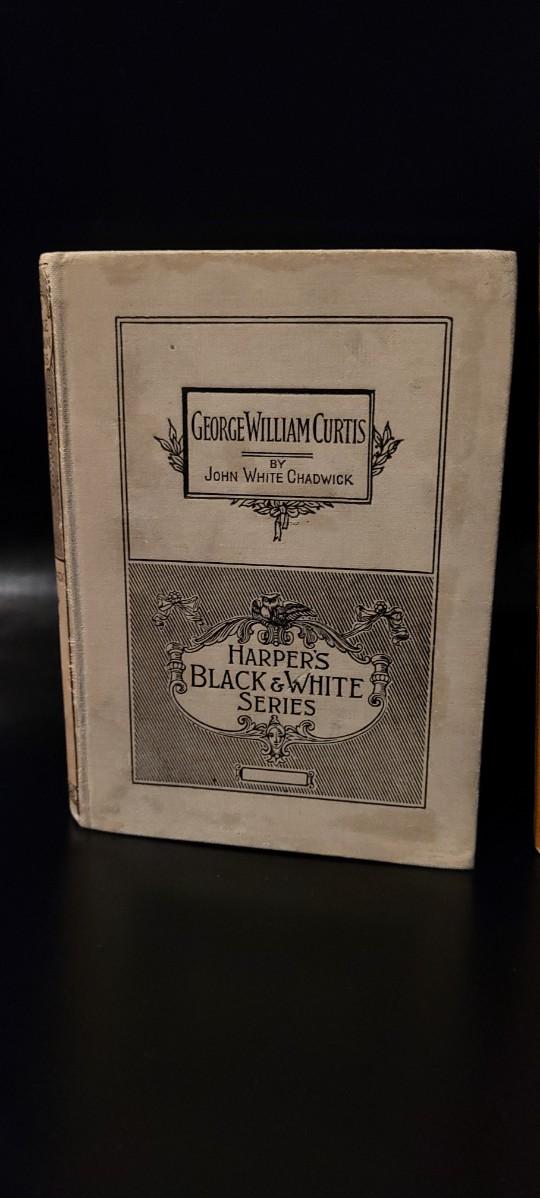 GEORGE WILLIAM CURTIS
BY
JOHN WHITE CHADWICK
HARPER'S
BLACK & WHITE
SERIES